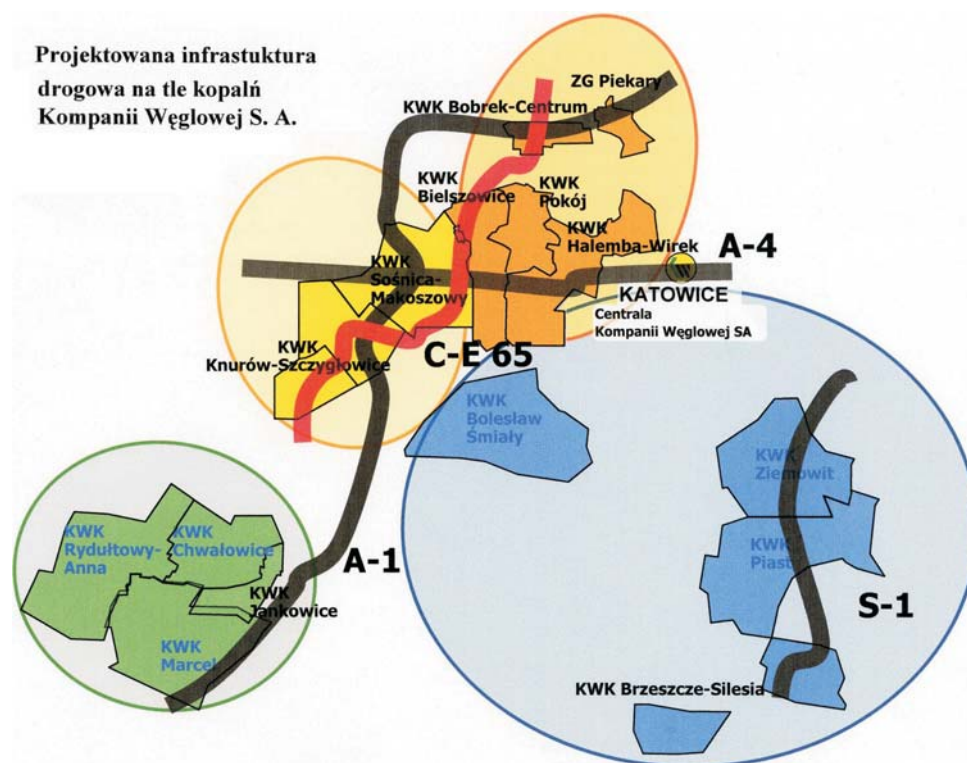 Projektowana infrastuktura
drogowa na tle kopalń
Kompanii Węglowej S. A.
ZG Piekary
KWK Bobrek-Centrum
KWK
Bielszowice
KWK
Pokój
KWK
Halemba-Wirek
A-4
KWK
Sośnica-
Makoszowy
KATOWICE
Centrala
Kompanii Węglowej SA
KWK
Knurów-Szczygłowice
C-E 65
KWK
Bolesław
Śmiały
KWK
Ziemowit
KWK
Rydułtowy-
Anna
KWK
Chwałowice
A-1
KWK
Piast
KWK
Jankowice
S-1
KWK
Marcel
KWK Brzeszcze-Silesia